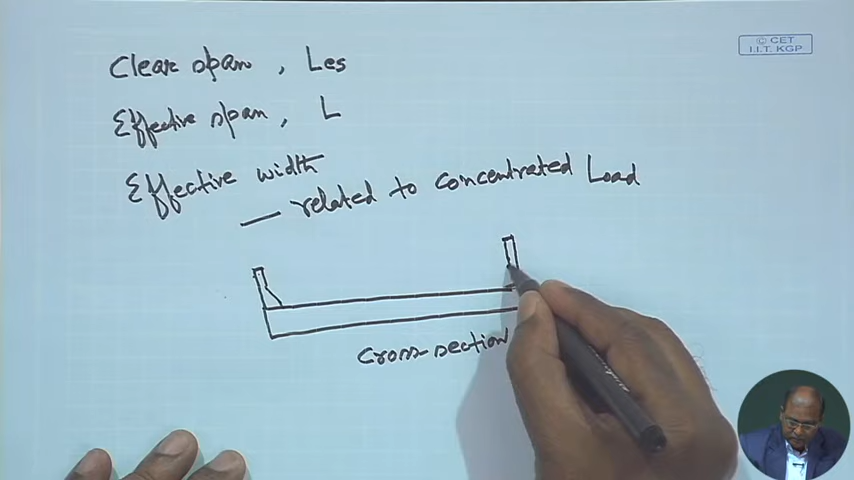 © CET
I.I.T. KGP
Clear span, Les
Effective span, L
Effective width
— related to concentrated Load
Cross-section